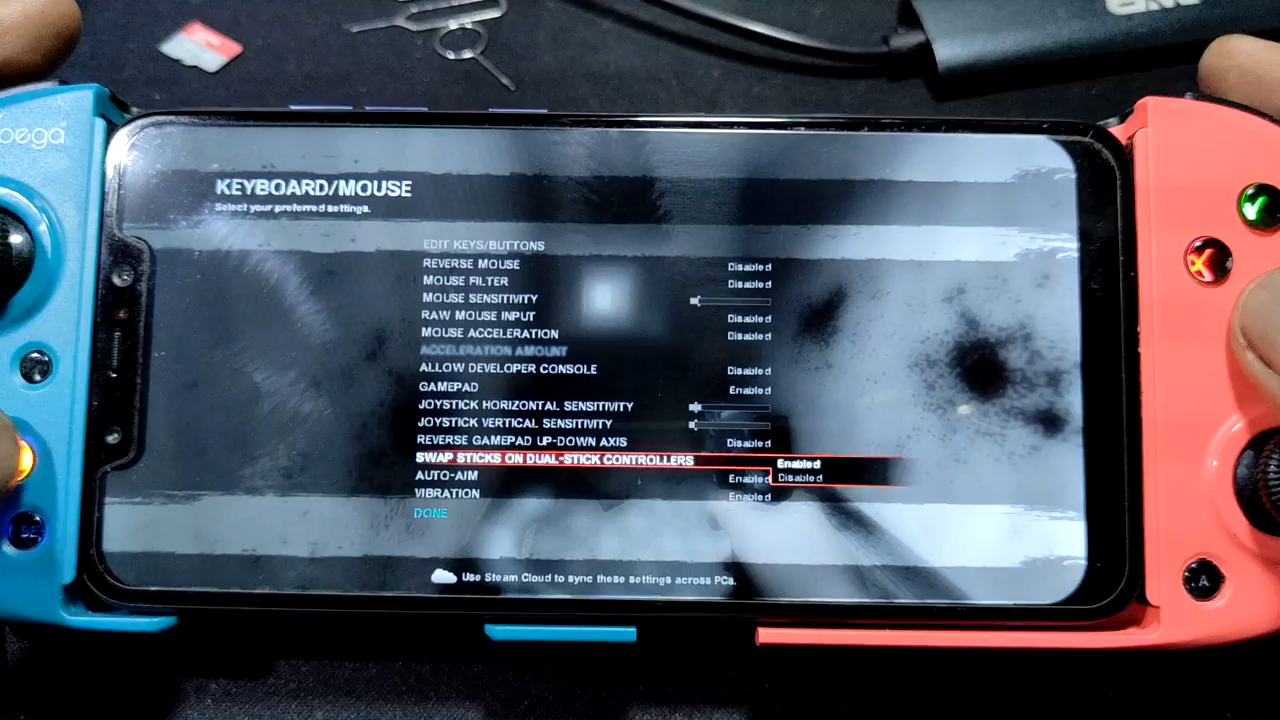 KEYBOARD/MOUSE
Select your preferred settings.
EDIT KEYS/BUTTONS
REVERSE MOUSE Disabled
MOUSE FILTER Disabled
MOUSE SENSITIVITY
RAW MOUSE INPUT Disabled
MOUSE ACCELERATION Disabled
ACCELERATION AMOUNT
ALLOW DEVELOPER CONSOLE Disabled
GAMEPAD Enabled
JOYSTICK HORIZONTAL SENSITIVITY
JOYSTICK VERTICAL SENSITIVITY
REVERSE GAMEPAD UP-DOWN AXIS Disabled
SWAP STICKS ON DUAL-STICK CONTROLLERS Enabled
Disabled
AUTO-AIM Enabled
VIBRATION Enabled
DONE
Use Steam Cloud to sync these settings across PCs.
A